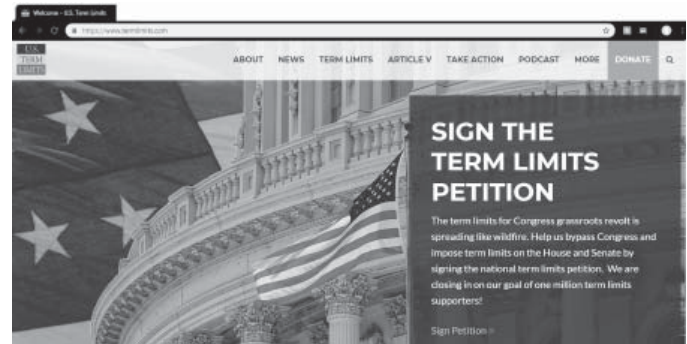 Welcome - U.S. Term Limits
https://www.termlimits.com
U.S.
TERM
LIMITS
ABOUT NEWS TERM LIMITS ARTICLE V TAKE ACTION PODCAST MORE DONATE
SIGN THE
TERM LIMITS
PETITION
The term limits for Congress grassroots revolt is
spreading like wildfire. Help us bypass Congress and
impose term limits on the House and Senate by
signing the national term limits petition. We are
closing in on our goal of one million term limits
supporters!
Sign Petition »